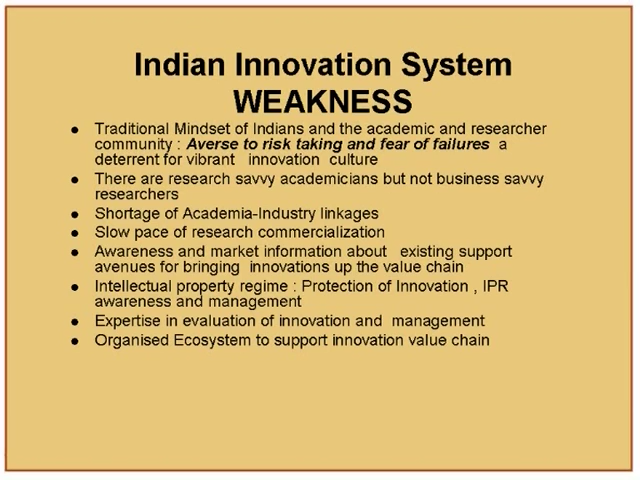 Indian Innovation System
WEAKNESS
● Traditional Mindset of Indians and the academic and researcher
community : Averse to risk taking and fear of failures a
deterrent for vibrant innovation culture
● There are research savvy academicians but not business savvy
researchers
● Shortage of Academia-Industry linkages
● Slow pace of research commercialization
● Awareness and market information about existing support
avenues for bringing innovations up the value chain
● Intellectual property regime : Protection of Innovation , IPR
awareness and management
● Expertise in evaluation of innovation and management
● Organised Ecosystem to support innovation value chain